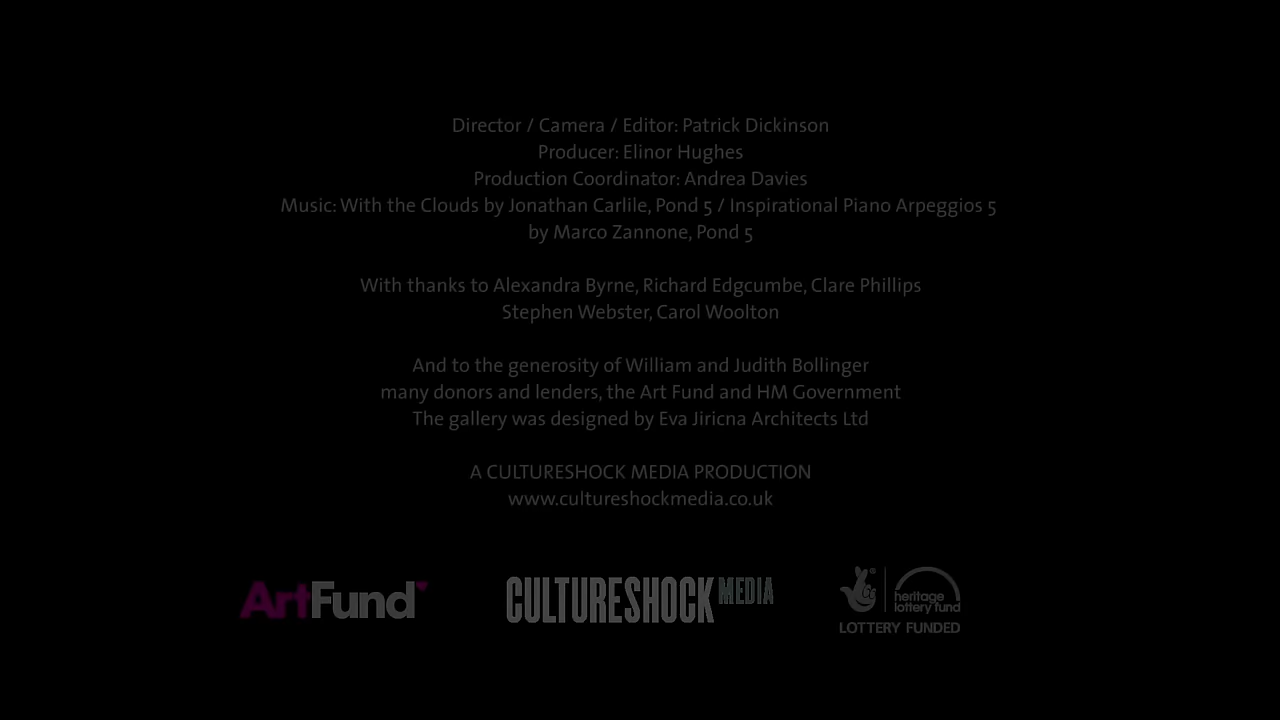 Director / Camera / Editor: Patrick Dickinson
Producer: Elinor Hughes
Production Coordinator: Andrea Davies
Music: With the Clouds by Jonathan Carlile, Pond 5 / Inspirational Piano Arpeggios 5
by Marco Zannone, Pond 5
With thanks to Alexandra Byrne, Richard Edgcumbe, Clare Phillips
Stephen Webster, Carol Woolton
And to the generosity of William and Judith Bollinger
many donors and lenders, the Art Fund and HM Government
The gallery was designed by Eva Jiricna Architects Ltd
A CULTURESHOCK MEDIA PRODUCTION
www.cultureshockmedia.co.uk
ArtFund
CULTURESHOCK MEDIA
heritage
lottery fund
LOTTERY FUNDED